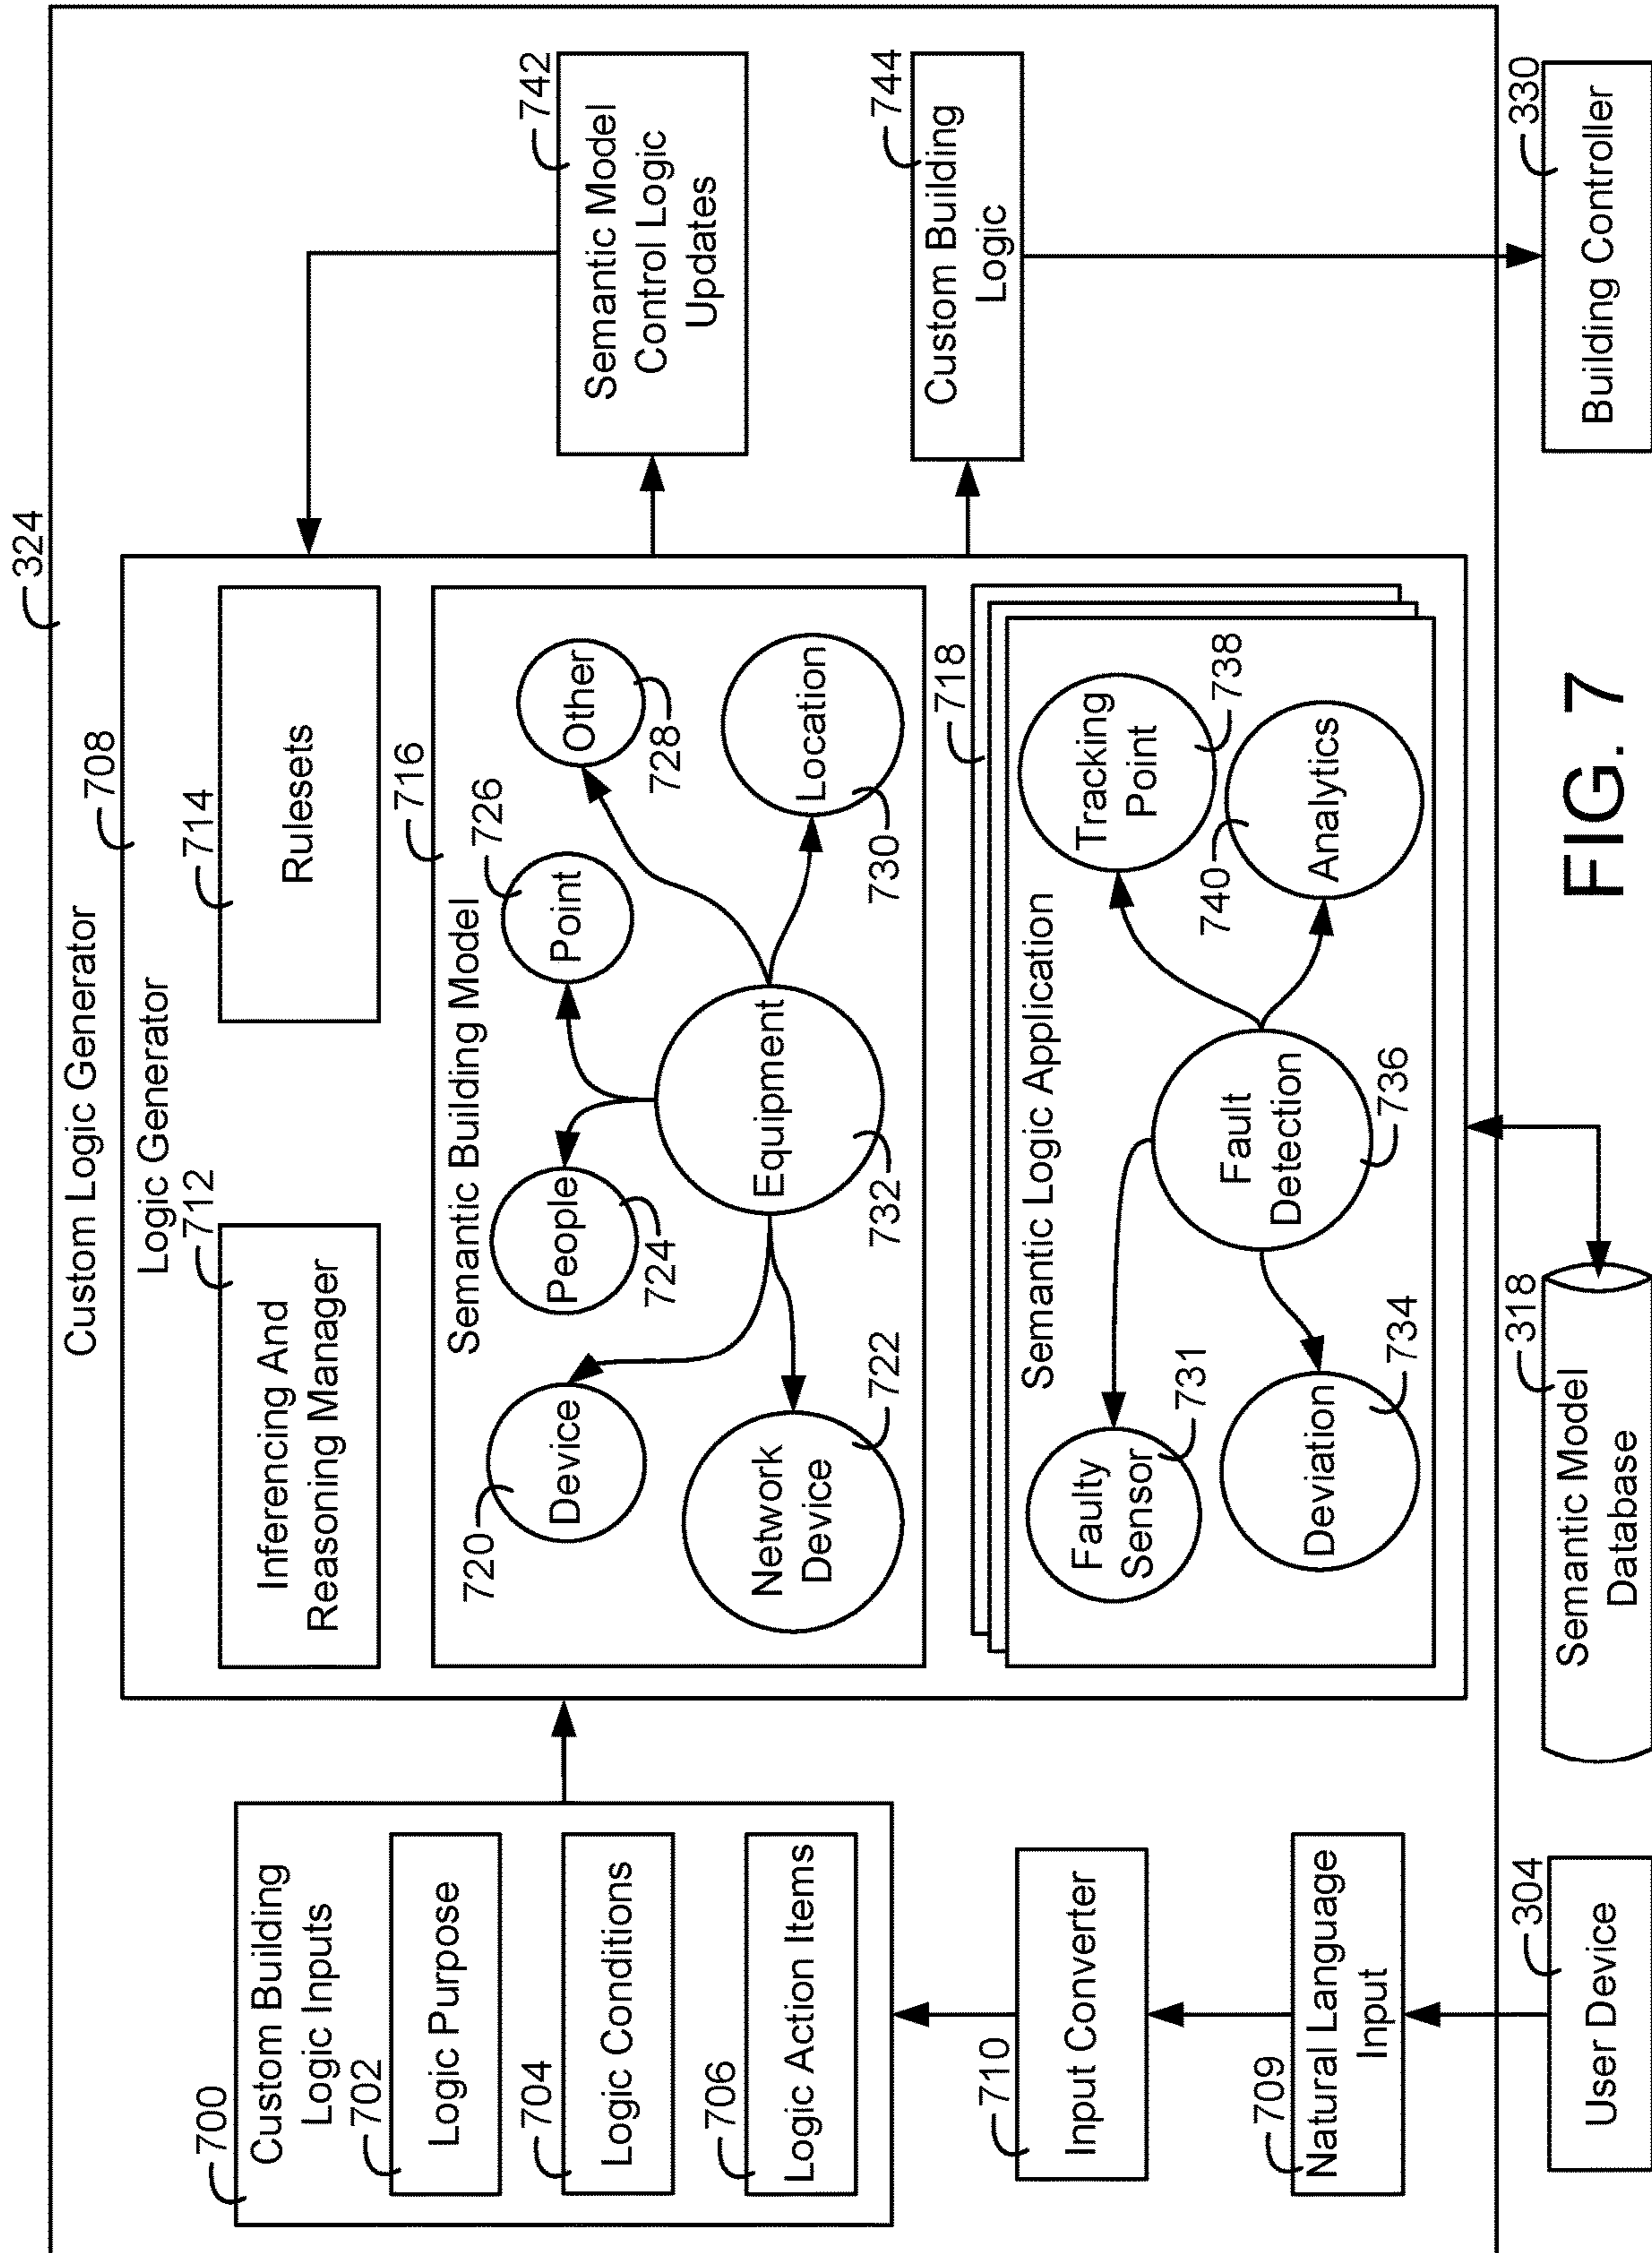 324
Custom Logic Generator
708
Logic Generator
712
Inferencing And
Reasoning Manager
714
Rulesets
716
Semantic Building Model
720
Device
Network
Device
722
People
724
726
Point
Other
728
Location
730
Equipment
732
718
Semantic Logic Application
Faulty
Sensor
731
Deviation
734
Fault
Detection
736
Tracking
Point
738
740
Analytics
700
Custom Building
Logic Inputs
702
Logic Purpose
704
Logic Conditions
706
Logic Action Items
710
Input Converter
709
Natural Language
Input
304
User Device
318
Semantic Model
Database
742
Semantic Model
Control Logic
Updates
744
Custom Building
Logic
330
Building Controller
FIG. 7